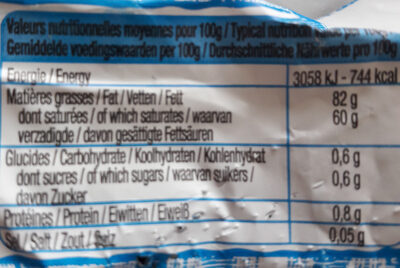 Valeurs nutritionnelles moyennes pour 100g / Typical nutrition value per 100g /
Gemiddelde voedingswaarden per 100g / Durchschnittliche Nährwerte pro 100g
Energie / Energy 3058 kJ - 744 kcal
Matières grasses / Fat / Vetten / Fett 82 g
dont saturées / of which saturates / waarvan 60 g
verzadigde / davon gesättigte Fettsäuren
Glucides / Carbohydrate / Koolhydraten / Kohlenhydrat 0,6 g
dont sucres / of which sugars / waarvan suikers / 0,6 g
davon Zucker
Protéines / Protein / Eiwitten / Eiweiß 0,8 g
Sel / Salt / Zout / Salz 0,05 g